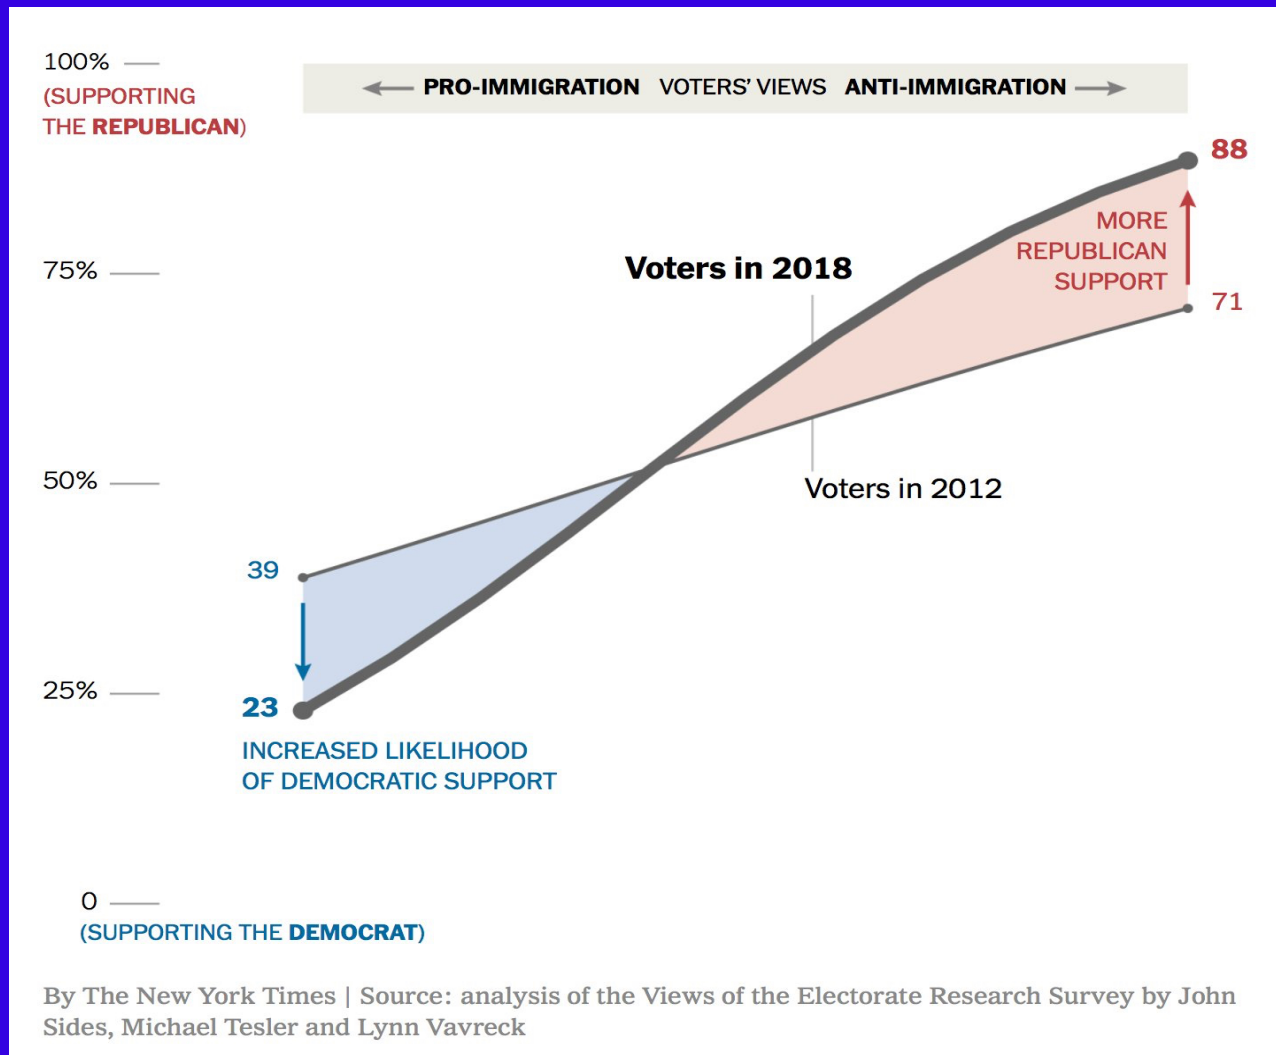 100%
(SUPPORTING
THE REPUBLICAN)
PRO-IMMIGRATION VOTERS’ VIEWS ANTI-IMMIGRATION
88
MORE
REPUBLICAN
SUPPORT
71
75%
Voters in 2018
50%
Voters in 2012
39
25%
23
INCREASED LIKELIHOOD
OF DEMOCRATIC SUPPORT
0
(SUPPORTING THE DEMOCRAT)
By The New York Times | Source: analysis of the Views of the Electorate Research Survey by John
Sides, Michael Tesler and Lynn Vavreck